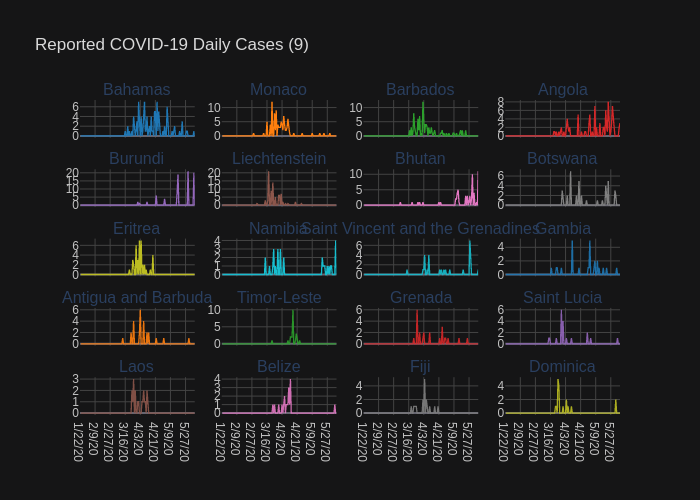 Reported COVID-19 Daily Cases (9)
Bahamas Monaco Barbados Angola
6 4 2 0
10 5 0
10 5 0
8 6 4 2 0
Burundi Liechtenstein Bhutan Botswana
20 15 10 5 0
20 15 10 5 0
10 5 0
6 4 2 0
Eritrea Namibia Saint Vincent and the Grenadines Gambia
6 4 2 0
4 3 2 1 0
6 4 2 0
4 2 0
Antigua and Barbuda Timor-Leste Grenada Saint Lucia
6 4 2 0
10 5 0
6 4 2 0
6 4 2 0
Laos Belize Fiji Dominica
3 2 1 0
4 3 2 1 0
4 2 0
4 2 0
1/22/20 2/9/20 2/27/20 3/16/20 4/3/20 4/21/20 5/9/20 5/27/20
1/22/20 2/9/20 2/27/20 3/16/20 4/3/20 4/21/20 5/9/20 5/27/20
1/22/20 2/9/20 2/27/20 3/16/20 4/3/20 4/21/20 5/9/20 5/27/20
1/22/20 2/9/20 2/27/20 3/16/20 4/3/20 4/21/20 5/9/20 5/27/20